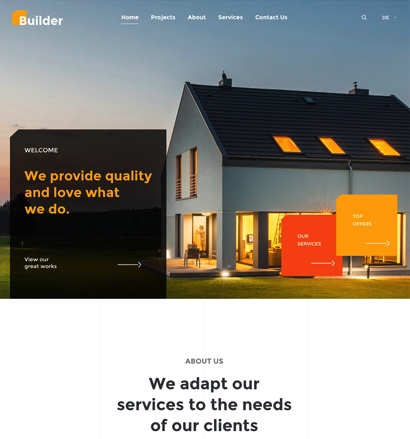 Builder
Home Projects About Services Contact Us
DE
WELCOME
We provide quality
and love what
we do.
View our
great works
OUR
SERVICES
TOP
OFFERS
ABOUT US
We adapt our
services to the needs
of our clients